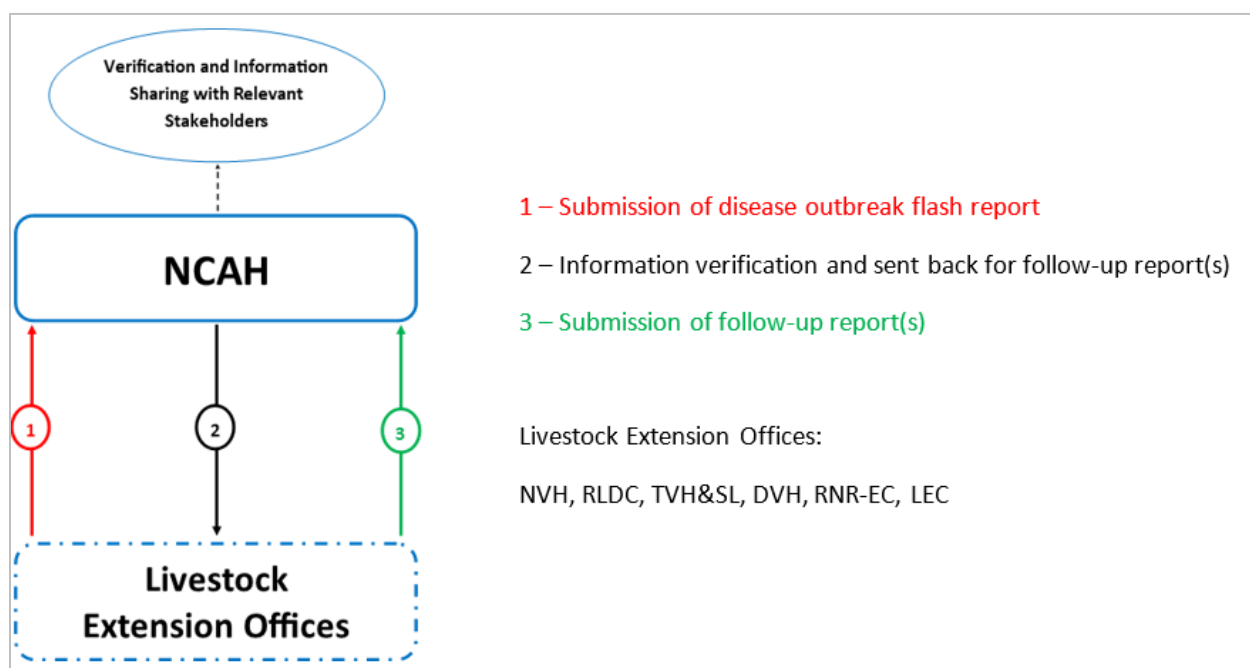 Verification and Information
Sharing with Relevant
Stakeholders
NCAH
1 – Submission of disease outbreak flash report
2 – Information verification and sent back for follow-up report(s)
3 – Submission of follow-up report(s)
1
2
3
Livestock Extension Offices:
NVH, RLDC, TVH&SL, DVH, RNR-EC, LEC
Livestock
Extension Offices